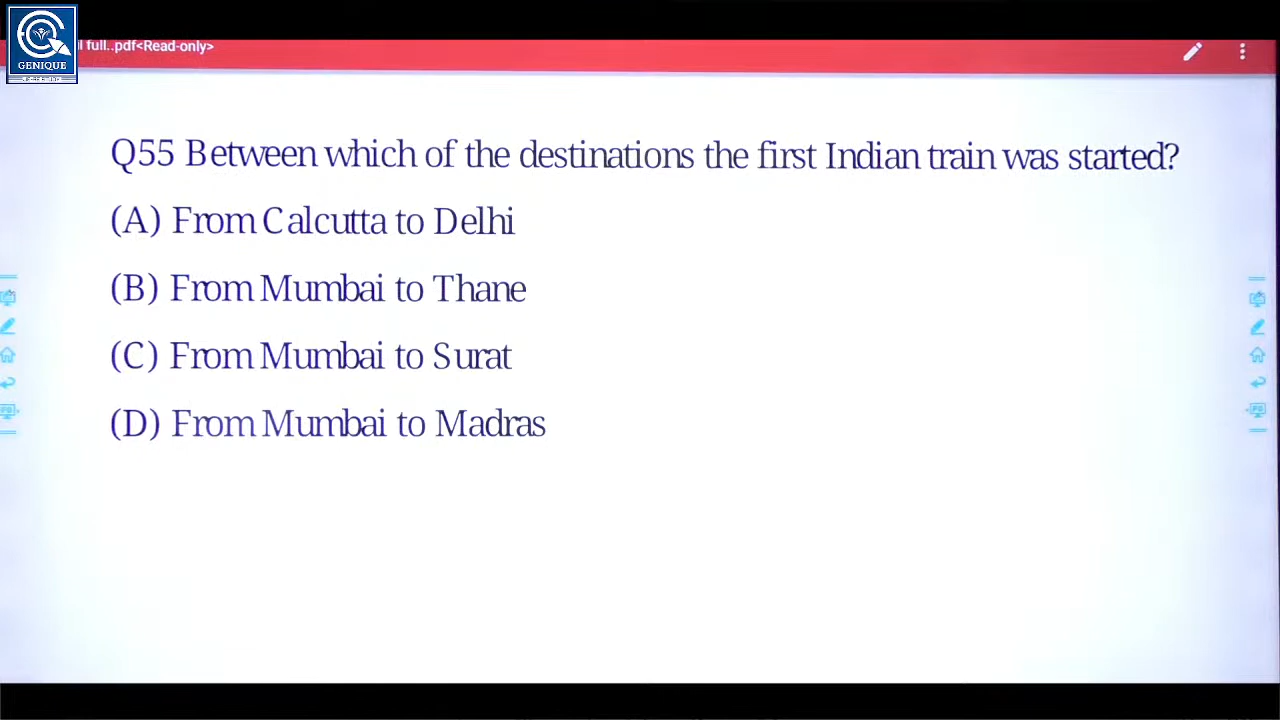 GENIQUE
l full..pdf<Read-only>
Q55 Between which of the destinations the first Indian train was started?
(A) From Calcutta to Delhi
(B) From Mumbai to Thane
(C) From Mumbai to Surat
(D) From Mumbai to Madras